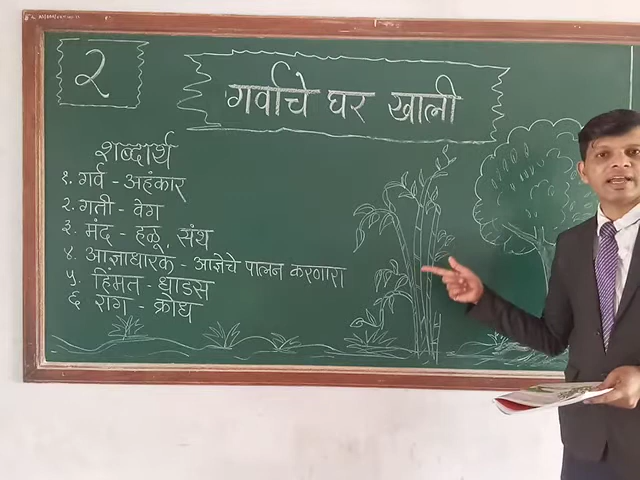 २
गर्वाचे घर खाली
शब्दार्थ
१. गर्व - अहंकार
२. गती - वेग
३. मंद - हळू, संथ
४. आज्ञाधारक - आज्ञेचे पालन करणारा
५. हिंमत - धाडस
६ राग - क्रोध